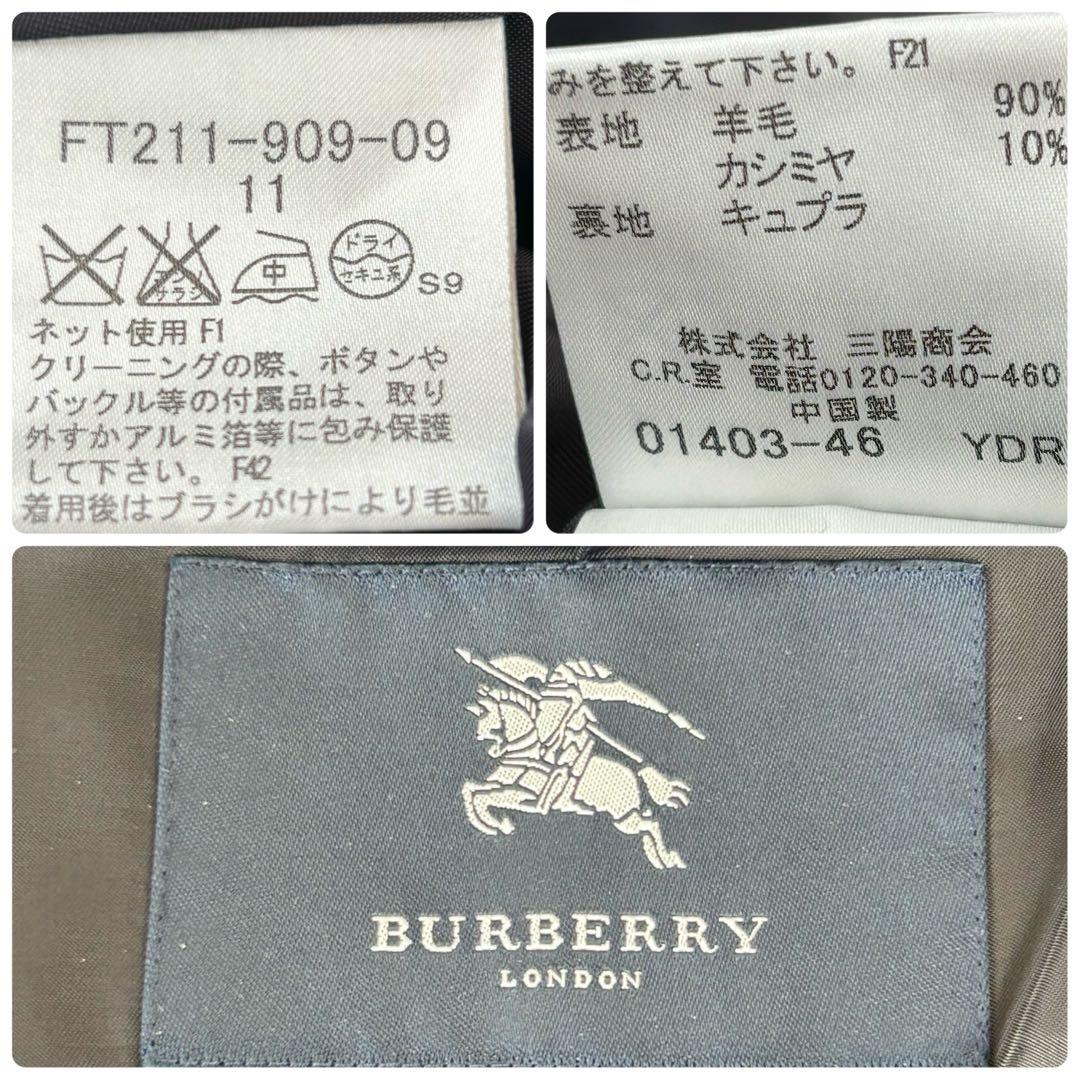 FT211-909-09
11
中
ドライ
セキユ系
エンソ
サラシ
S9
ネット使用 F1
クリーニングの際、ボタンや
バックル等の付属品は、取り
外すかアルミ箔等に包み保護
して下さい。 F42
着用後はブラシがけにより毛並
みを整えて下さい。 F21
表地 羊毛 90%
カシミヤ 10%
裏地 キュプラ
株式会社 三陽商会
C.R.室 電話0120-340-460
中国製
01403-46 YDR
BURBERRY
LONDON